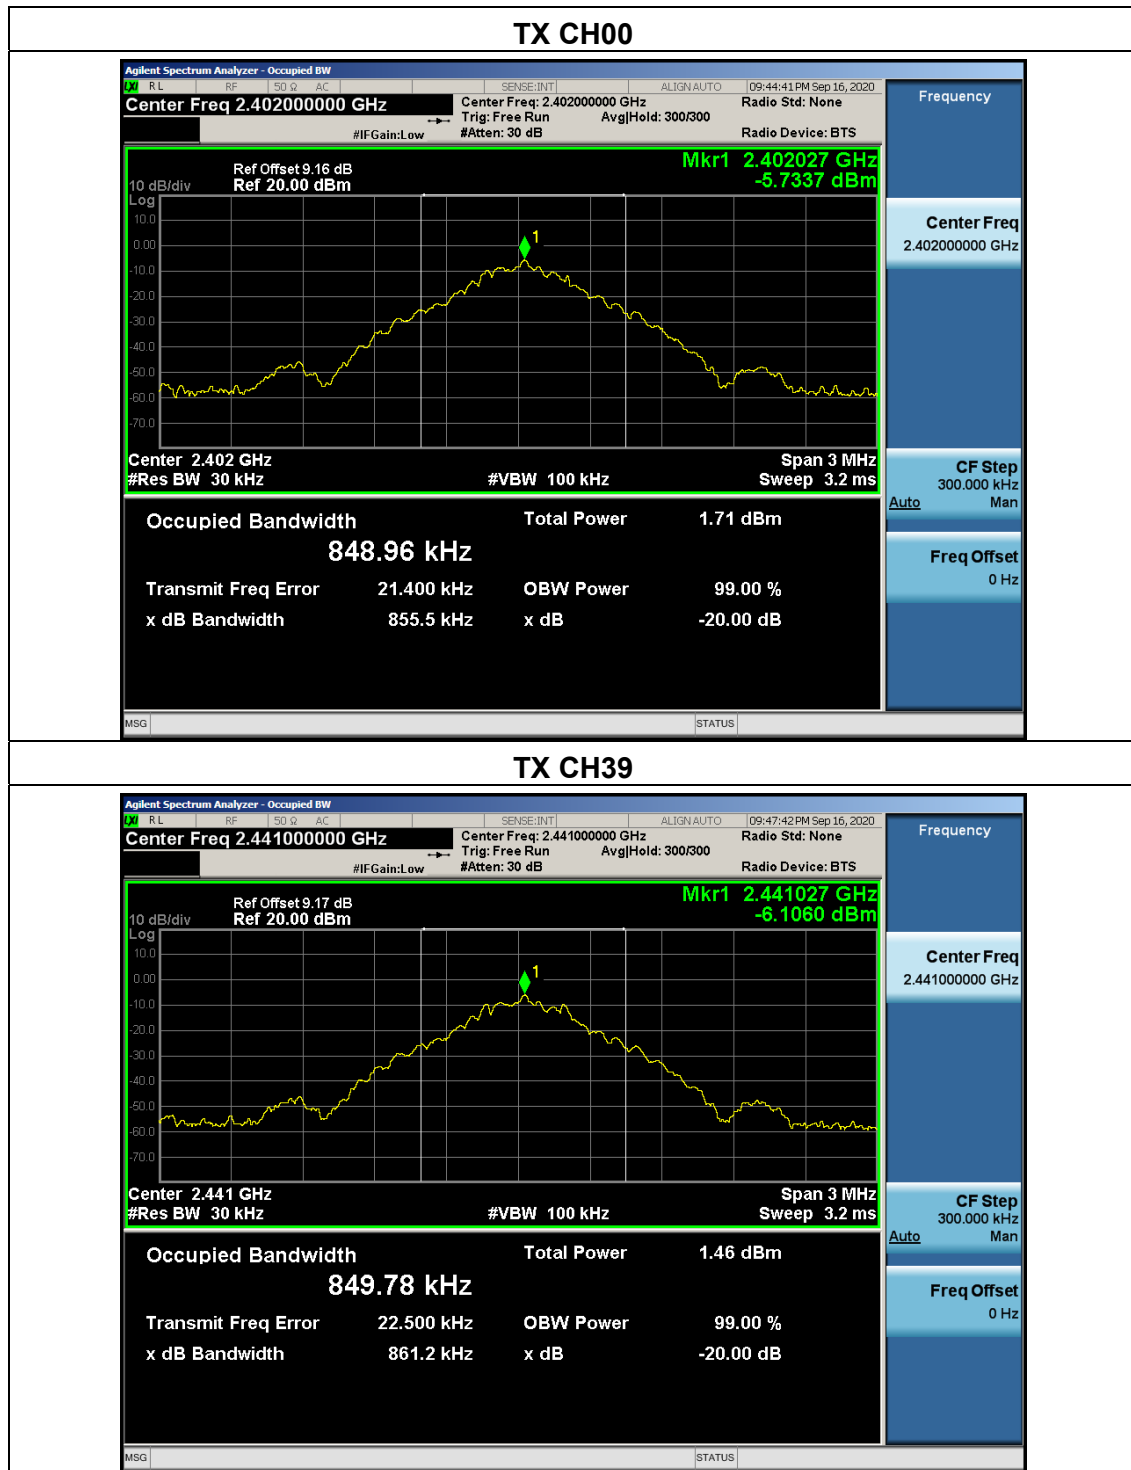 TX CH00
Agilent Spectrum Analyzer - Occupied BW
LXI RL RF 50 Ω AC SENSE:INT ALIGN AUTO 09:44:41 PM Sep 16, 2020
Center Freq 2.402000000 GHz
Center Freq: 2.402000000 GHz Radio Std: None
Trig: Free Run Avg|Hold: 300/300
#IFGain:Low #Atten: 30 dB Radio Device: BTS
Frequency
Mkr1 2.402027 GHz
-5.7337 dBm
Ref Offset 9.16 dB
10 dB/div Ref 20.00 dBm
Log
10.0
0.00
-10.0
-20.0
-30.0
-40.0
-50.0
-60.0
-70.0
1
Center 2.402 GHz Span 3 MHz
#Res BW 30 kHz #VBW 100 kHz Sweep 3.2 ms
Occupied Bandwidth Total Power 1.71 dBm
848.96 kHz
Transmit Freq Error 21.400 kHz OBW Power 99.00 %
x dB Bandwidth 855.5 kHz x dB -20.00 dB
Center Freq
2.402000000 GHz
CF Step
300.000 kHz
Auto Man
Freq Offset
0 Hz
MSG STATUS
TX CH39
Agilent Spectrum Analyzer - Occupied BW
LXI RL RF 50 Ω AC SENSE:INT ALIGN AUTO 09:47:42 PM Sep 16, 2020
Center Freq 2.441000000 GHz
Center Freq: 2.441000000 GHz Radio Std: None
Trig: Free Run Avg|Hold: 300/300
#IFGain:Low #Atten: 30 dB Radio Device: BTS
Frequency
Mkr1 2.441027 GHz
-6.1060 dBm
Ref Offset 9.17 dB
10 dB/div Ref 20.00 dBm
Log
10.0
0.00
-10.0
-20.0
-30.0
-40.0
-50.0
-60.0
-70.0
1
Center 2.441 GHz Span 3 MHz
#Res BW 30 kHz #VBW 100 kHz Sweep 3.2 ms
Occupied Bandwidth Total Power 1.46 dBm
849.78 kHz
Transmit Freq Error 22.500 kHz OBW Power 99.00 %
x dB Bandwidth 861.2 kHz x dB -20.00 dB
Center Freq
2.441000000 GHz
CF Step
300.000 kHz
Auto Man
Freq Offset
0 Hz
MSG STATUS